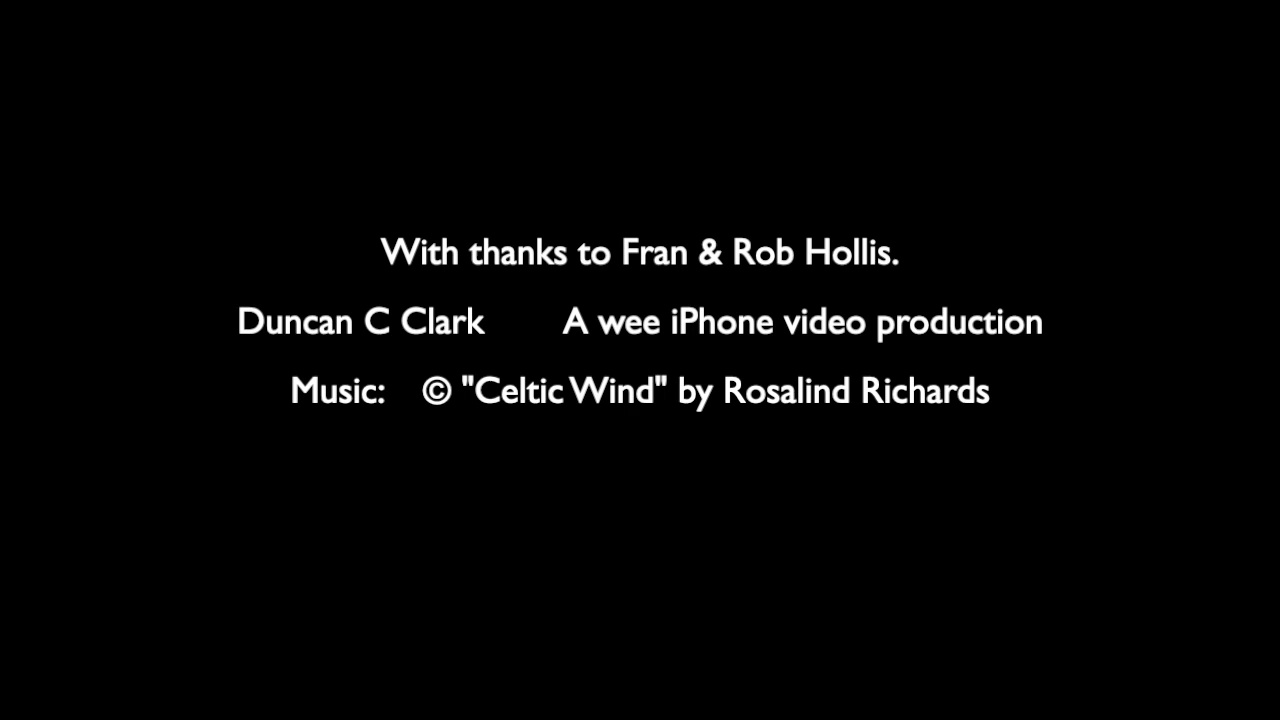 With thanks to Fran & Rob Hollis.
Duncan C Clark        A wee iPhone video production
Music:    © "Celtic Wind" by Rosalind Richards